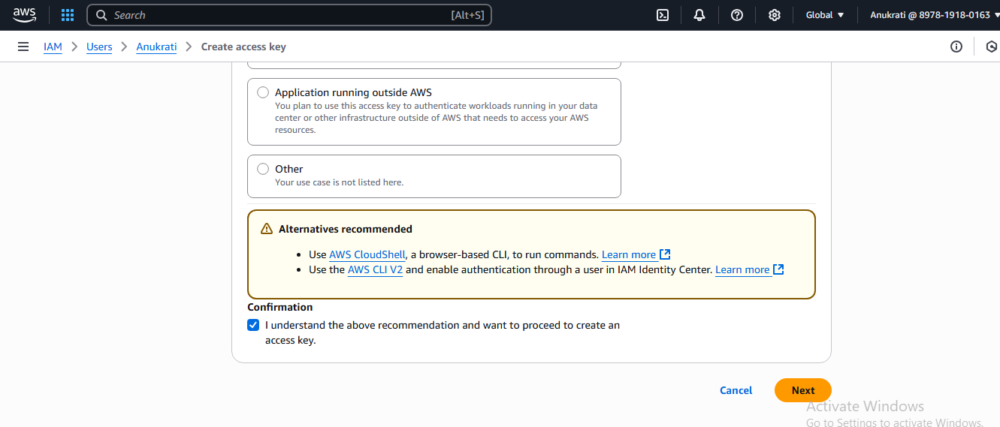 aws
Search [Alt+S] Global Anukrati @ 8978-1918-0163
IAM > Users > Anukrati > Create access key
Application running outside AWS
You plan to use this access key to authenticate workloads running in your data
center or other infrastructure outside of AWS that needs to access your AWS
resources.
Other
Your use case is not listed here.
Alternatives recommended
• Use AWS CloudShell, a browser-based CLI, to run commands. Learn more
• Use the AWS CLI V2 and enable authentication through a user in IAM Identity Center. Learn more
Confirmation
I understand the above recommendation and want to proceed to create an
access key.
Cancel Next
Activate Windows
Go to Settings to activate Windows.